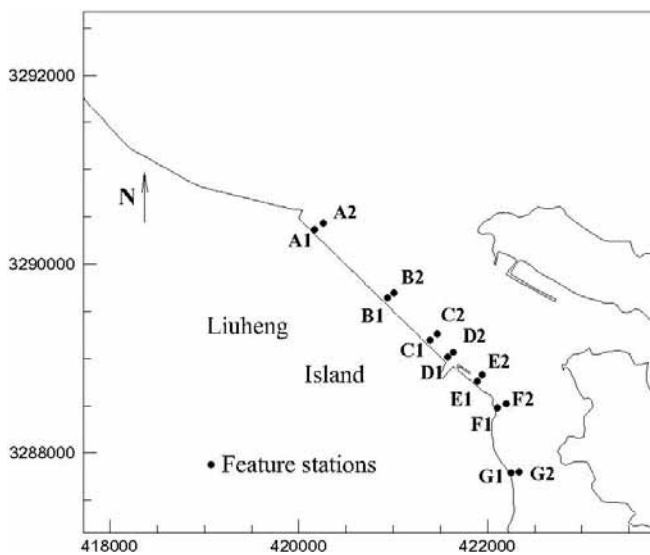 3292000
N
A2
A1
3290000
B2
B1
Liuheng
C2
C1
D2
Island
D1
E2
E1
F2
F1
3288000
Feature stations
G1
G2
418000
420000
422000